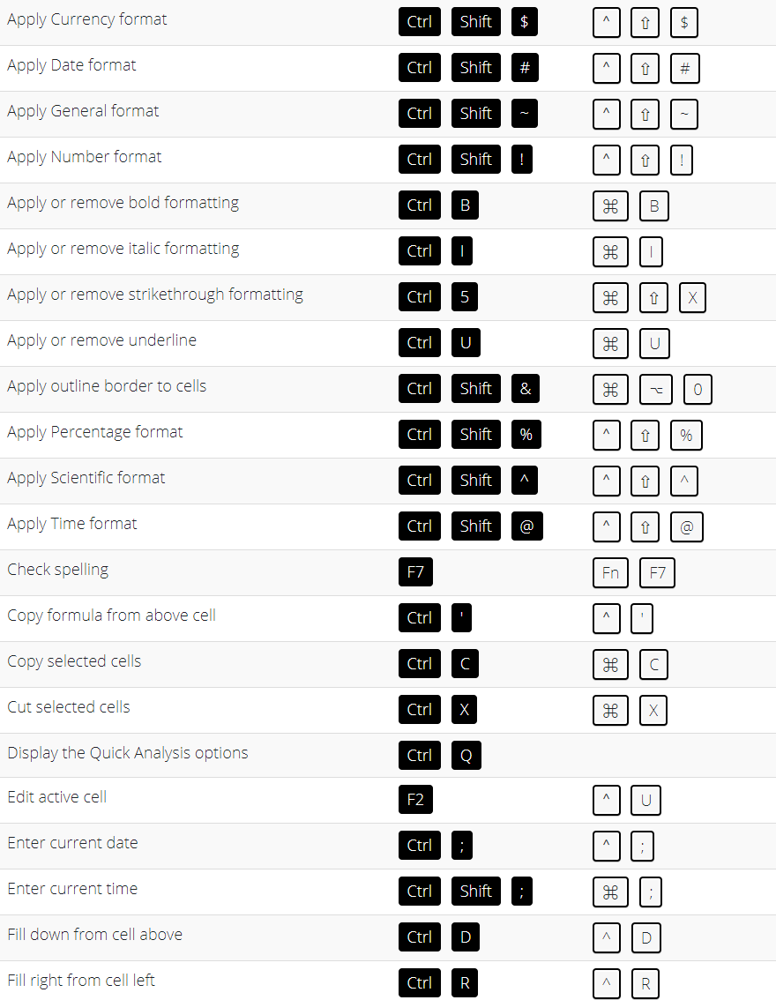 Apply Currency format Ctrl Shift $ ^ ⇧ $
Apply Date format Ctrl Shift # ^ ⇧ #
Apply General format Ctrl Shift ~ ^ ⇧ ~
Apply Number format Ctrl Shift ! ^ ⇧ !
Apply or remove bold formatting Ctrl B ⌘ B
Apply or remove italic formatting Ctrl I ⌘ I
Apply or remove strikethrough formatting Ctrl 5 ⌘ ⇧ X
Apply or remove underline Ctrl U ⌘ U
Apply outline border to cells Ctrl Shift & ⌘ ⌥ 0
Apply Percentage format Ctrl Shift % ^ ⇧ %
Apply Scientific format Ctrl Shift ^ ^ ⇧ ^
Apply Time format Ctrl Shift @ ^ ⇧ @
Check spelling F7 Fn F7
Copy formula from above cell Ctrl ' ^ '
Copy selected cells Ctrl C ⌘ C
Cut selected cells Ctrl X ⌘ X
Display the Quick Analysis options Ctrl Q
Edit active cell F2 ^ U
Enter current date Ctrl ; ^ ;
Enter current time Ctrl Shift ; ⌘ ;
Fill down from cell above Ctrl D ^ D
Fill right from cell left Ctrl R ^ R